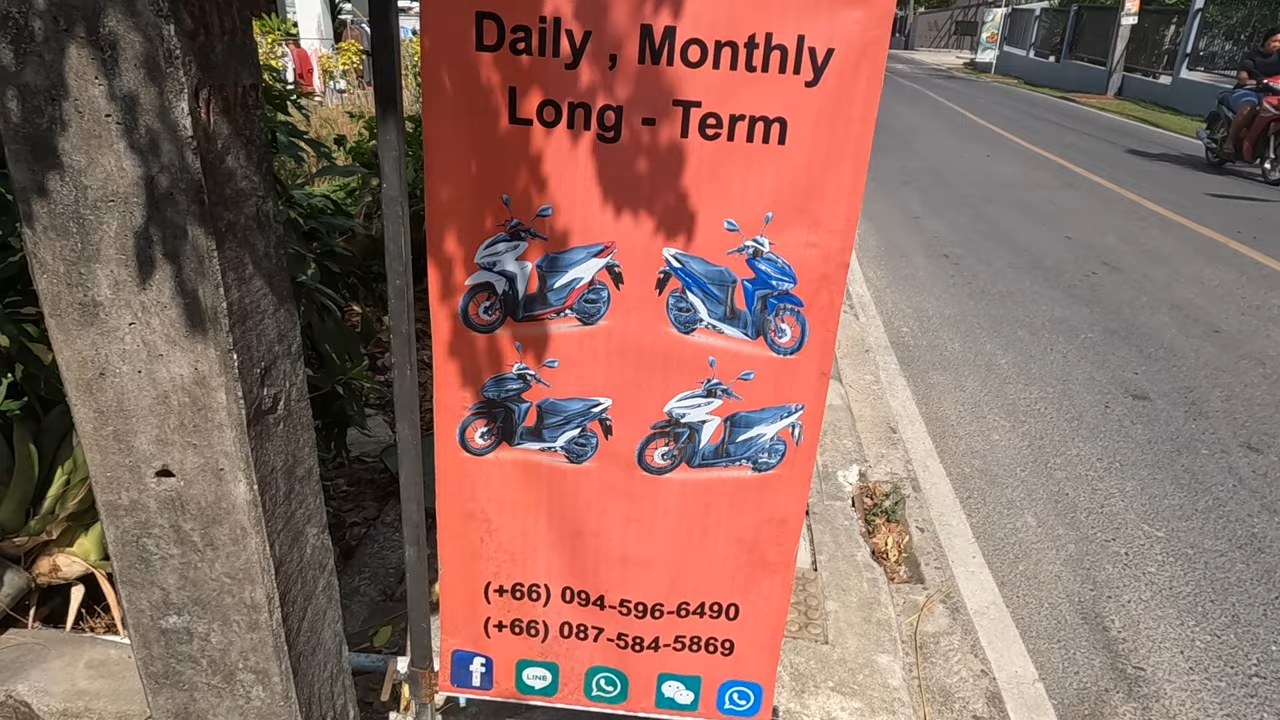 Daily , Monthly
Long - Term
(+66) 094-596-6490
(+66) 087-584-5869
f
LINE